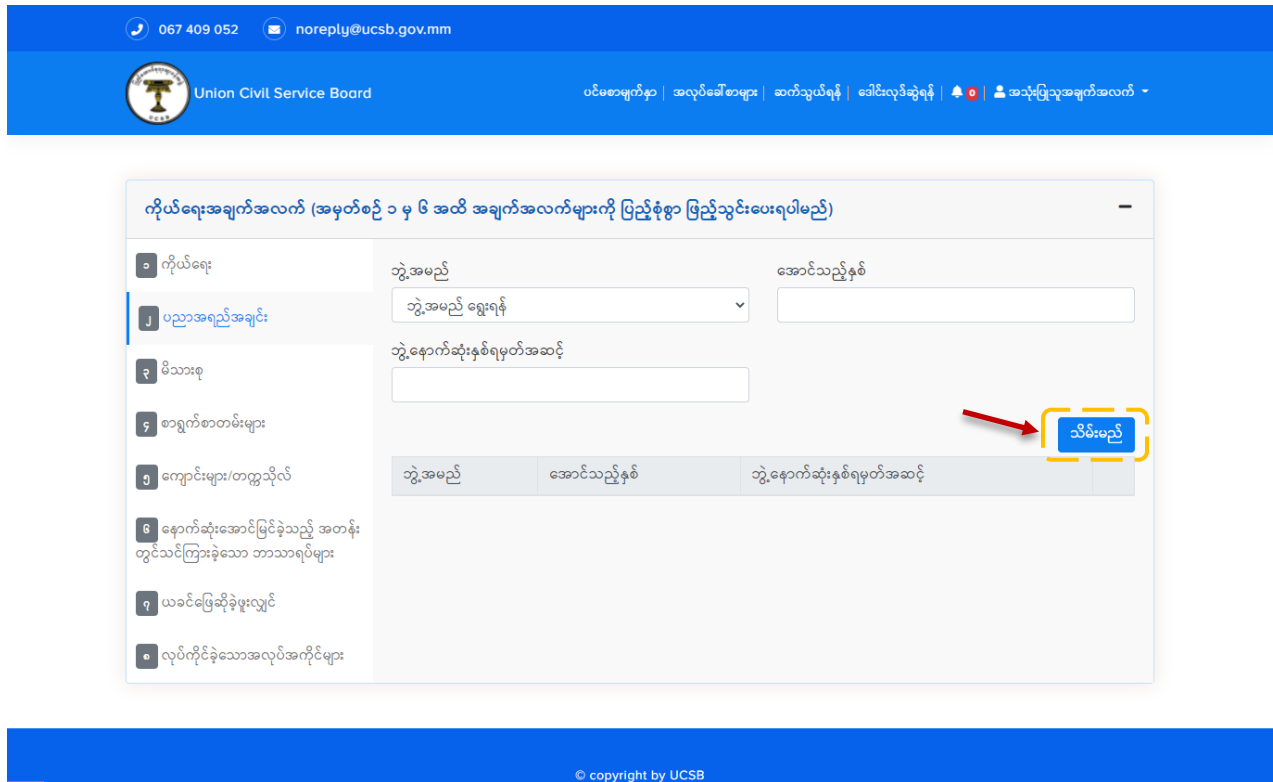 067 409 052 noreply@ucsb.gov.mm
Union Civil Service Board
ပင်မစာမျက်နှာ | အလုပ်ခေါ်စာများ | ဆက်သွယ်ရန် | ဒေါင်းလုဒ်ဆွဲရန် | 0 | အသုံးပြုသူအချက်အလက်
UCSB
ကိုယ်ရေးအချက်အလက် (အမှတ်စဉ် ၁ မှ ၆ အထိ အချက်အလက်များကို ပြည့်စုံစွာ ဖြည့်သွင်းပေးရပါမည်)
၁ ကိုယ်ရေး
၂ ပညာအရည်အချင်း
၃ မိသားစု
၄ စာရွက်စာတမ်းများ
၅ ကျောင်းများ/တက္ကသိုလ်
၆ နောက်ဆုံးအောင်မြင်ခဲ့သည့် အတန်း
တွင်သင်ကြားခဲ့သော ဘာသာရပ်များ
၇ ယခင်ဖြေဆိုခဲ့ဖူးလျှင်
၈ လုပ်ကိုင်ခဲ့သောအလုပ်အကိုင်များ
ဘွဲ့အမည် အောင်သည့်နှစ်
ဘွဲ့အမည် ရွေးရန်
ဘွဲ့နောက်ဆုံးနှစ်ရမှတ်အဆင့်
သိမ်းမည်
ဘွဲ့အမည် အောင်သည့်နှစ် ဘွဲ့နောက်ဆုံးနှစ်ရမှတ်အဆင့်
© copyright by UCSB